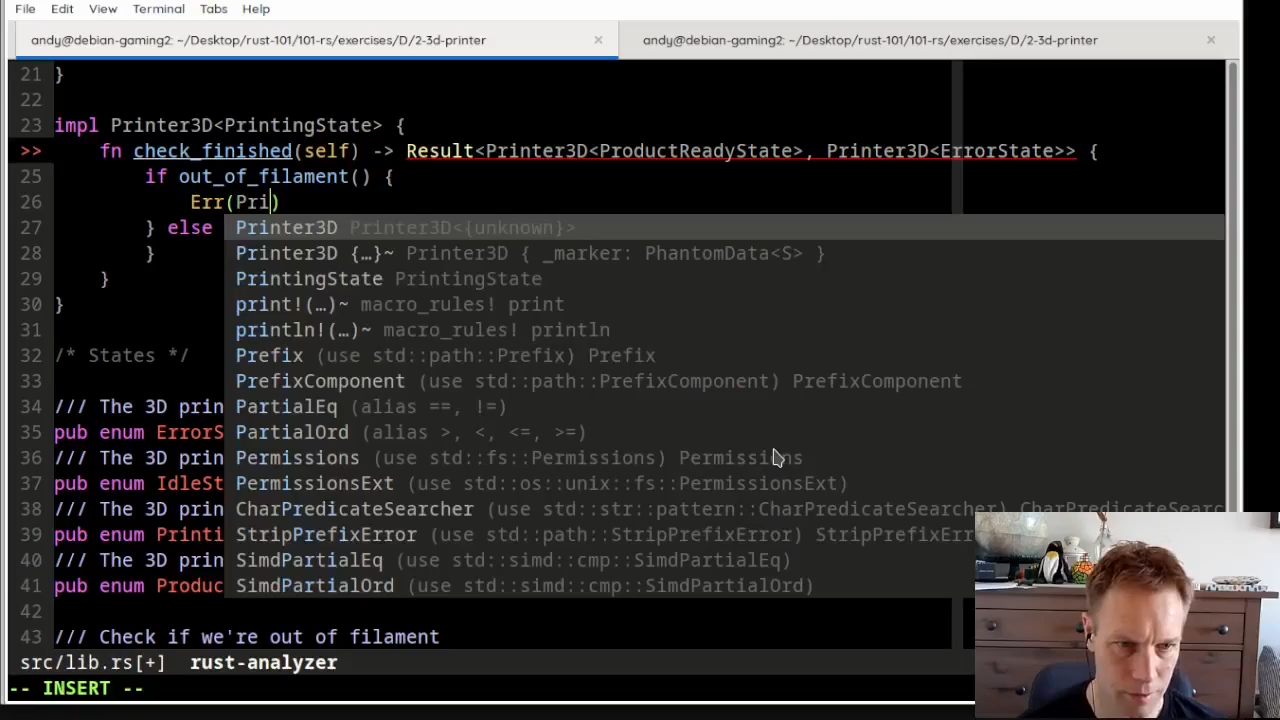 File Edit View Terminal Tabs Help
andy@debian-gaming2: ~/Desktop/rust-101/101-rs/exercises/D/2-3d-printer × andy@debian-gaming2: ~/Desktop/rust-101/101-rs/exercises/D/2-3d-printer ×
21 }
22
23 impl Printer3D<PrintingState> {
>> fn check_finished(self) -> Result<Printer3D<ProductReadyState>, Printer3D<ErrorState>> {
25 if out_of_filament() {
26 Err(Pri)
27 } else Printer3D Printer3D<{unknown}>
28 } Printer3D {…}~ Printer3D { _marker: PhantomData<S> }
29 } PrintingState PrintingState
30 } print!(…)~ macro_rules! print
31 println!(…)~ macro_rules! println
32 /* States */ Prefix (use std::path::Prefix) Prefix
33 PrefixComponent (use std::path::PrefixComponent) PrefixComponent
34 /// The 3D prin PartialEq (alias ==, !=)
35 pub enum ErrorS PartialOrd (alias >, <, <=, >=)
36 /// The 3D prin Permissions (use std::fs::Permissions) Permissions
37 pub enum IdleSt PermissionsExt (use std::os::unix::fs::PermissionsExt)
38 /// The 3D prin CharPredicateSearcher (use std::str::pattern::CharPredicateSearcher) CharPredicateSearc
39 pub enum Printi StripPrefixError (use std::path::StripPrefixError) StripPrefixErr
40 /// The 3D prin SimdPartialEq (use std::simd::cmp::SimdPartialEq)
41 pub enum Produc SimdPartialOrd (use std::simd::cmp::SimdPartialOrd)
42
43 /// Check if we're out of filament
src/lib.rs[+] rust-analyzer
-- INSERT --